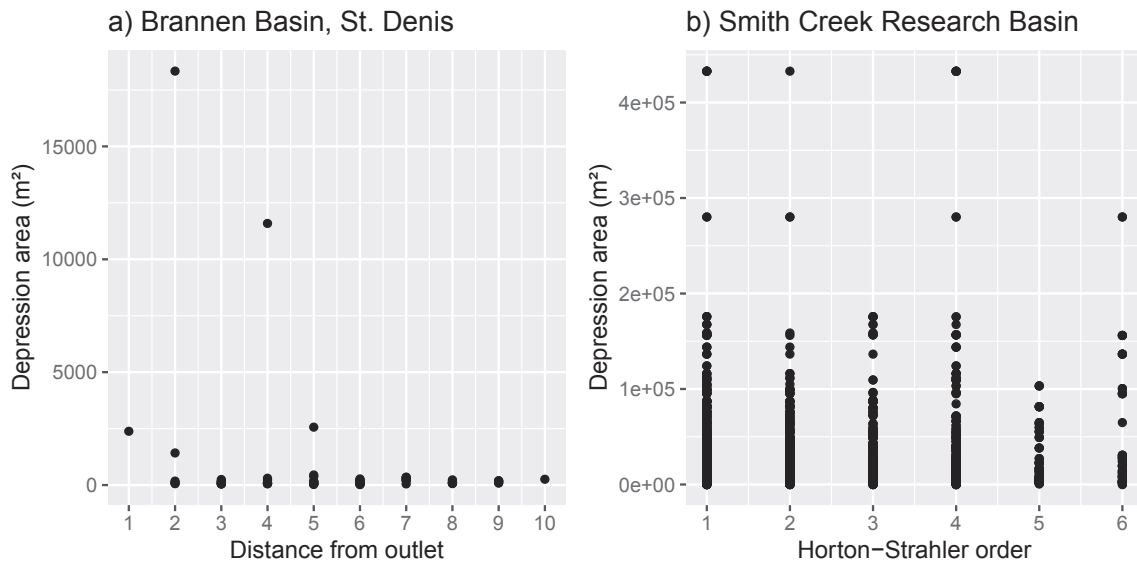 a) Brannen Basin, St. Denis
15000
10000
5000
0
Depression area (m²)
1 2 3 4 5 6 7 8 9 10
Distance from outlet
b) Smith Creek Research Basin
4e+05
3e+05
2e+05
1e+05
0e+00
Depression area (m²)
1 2 3 4 5 6
Horton−Strahler order